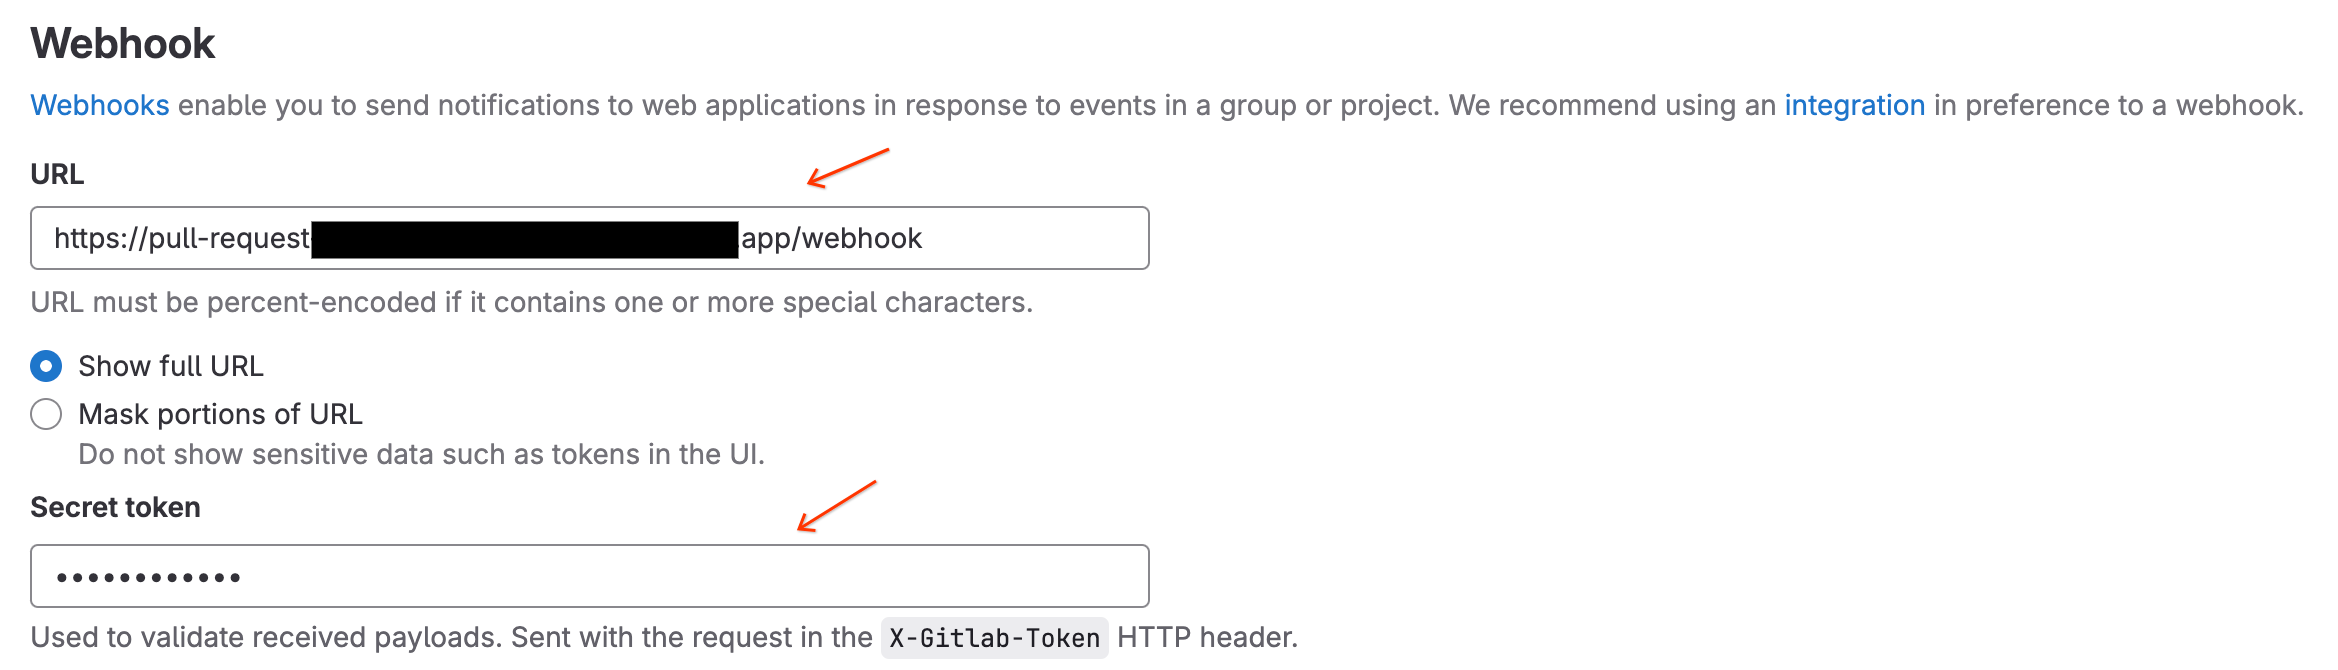 Webhook
Webhooks enable you to send notifications to web applications in response to events in a group or project. We recommend using an integration in preference to a webhook.
URL
https://pull-request app/webhook
URL must be percent-encoded if it contains one or more special characters.
Show full URL
Mask portions of URL
Do not show sensitive data such as tokens in the UI.
Secret token
••••••••••••
Used to validate received payloads. Sent with the request in the X-Gitlab-Token HTTP header.